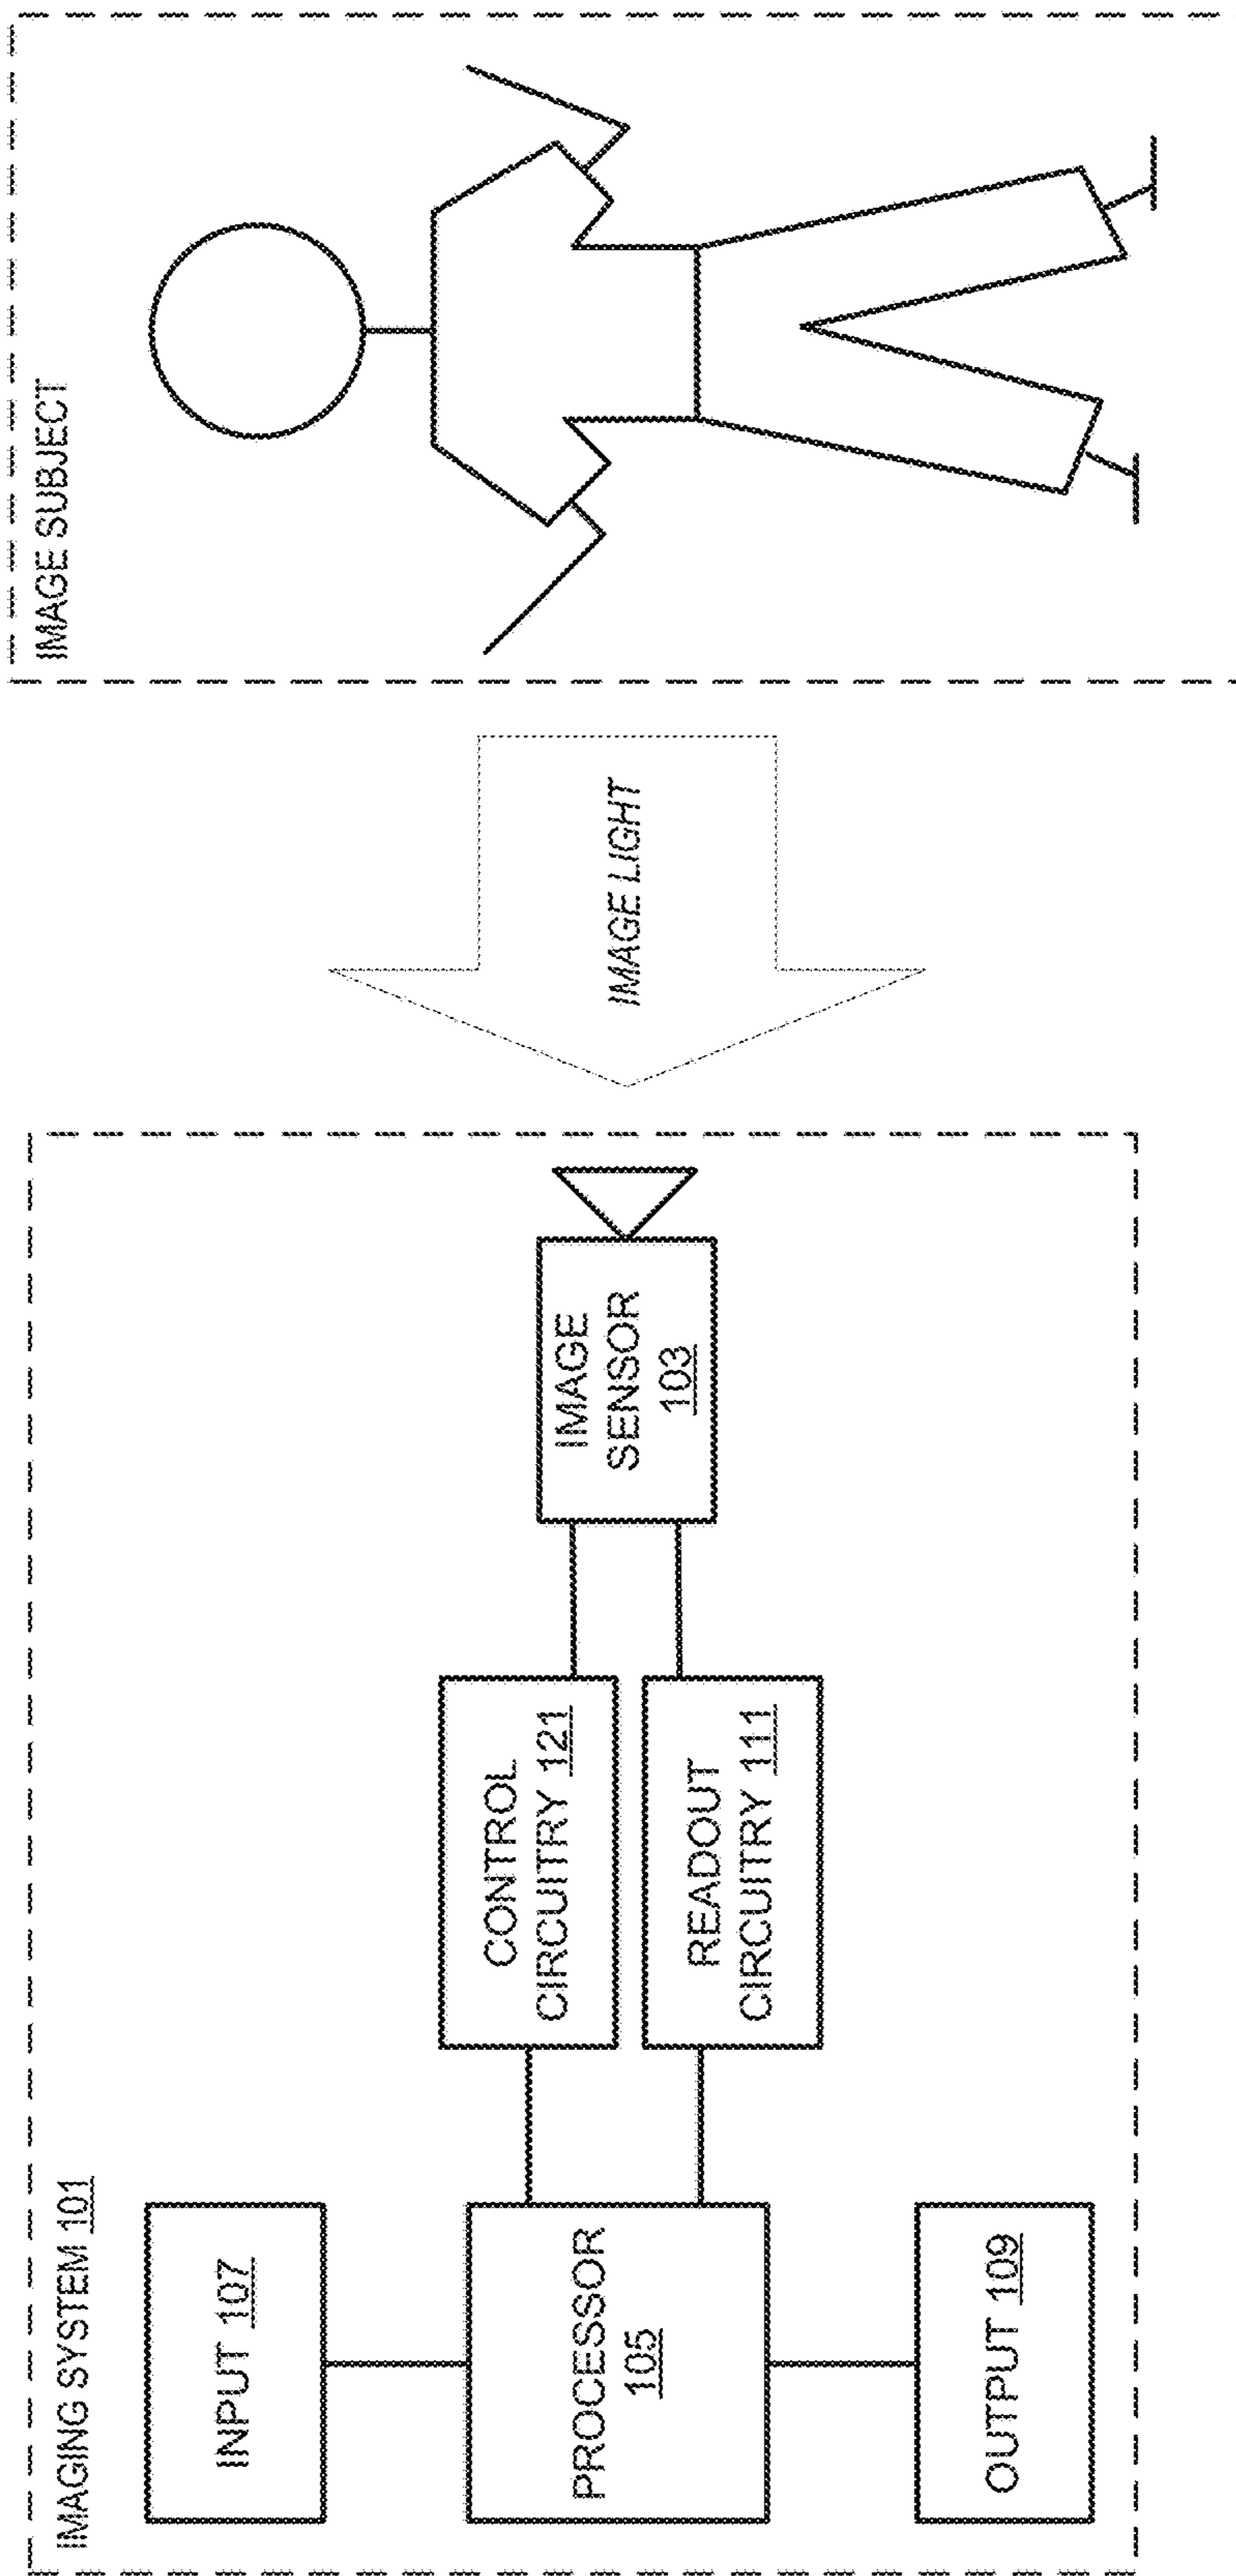 IMAGING SYSTEM 101
INPUT 107
PROCESSOR
105
OUTPUT 109
CONTROL
CIRCUITRY 121
READOUT
CIRCUITRY 111
IMAGE
SENSOR
103
IMAGE LIGHT
IMAGE SUBJECT